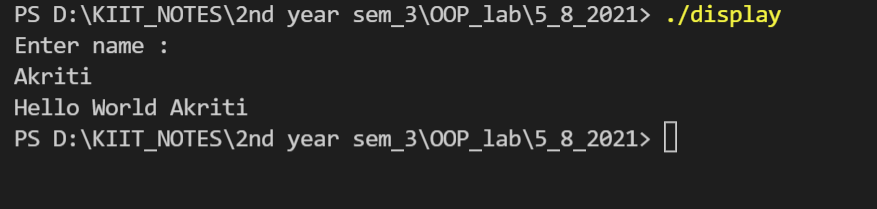 PS D:\KIIT_NOTES\2nd year sem_3\OOP_lab\5_8_2021> ./display
Enter name :
Akriti
Hello World Akriti
PS D:\KIIT_NOTES\2nd year sem_3\OOP_lab\5_8_2021>